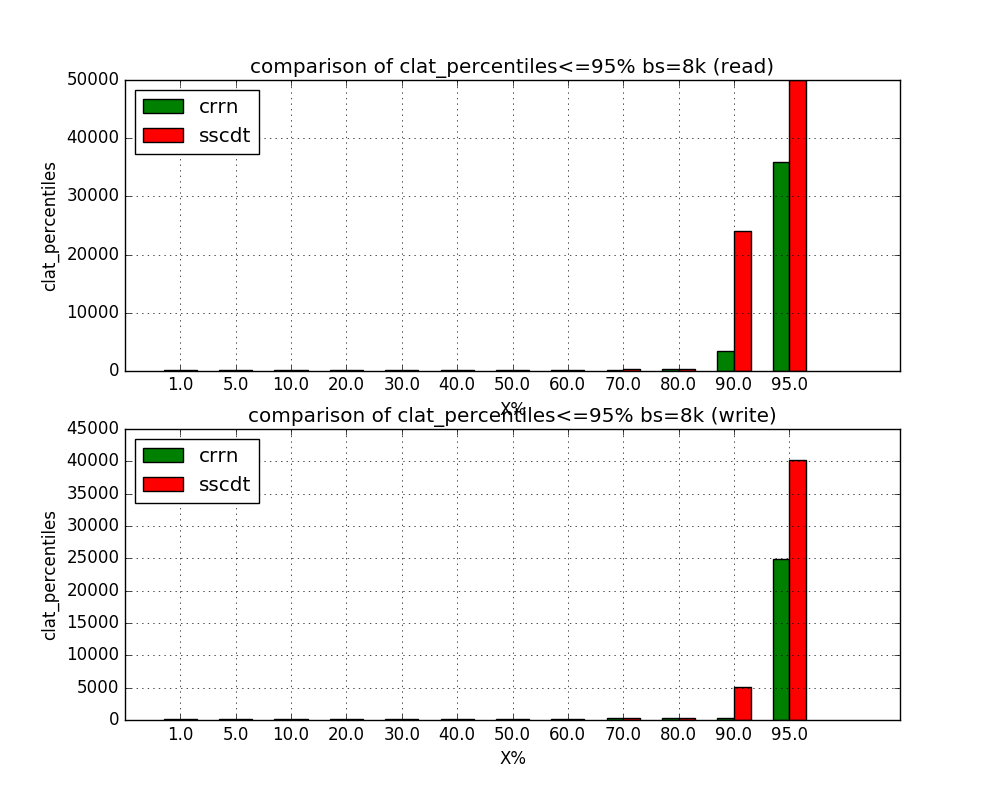 comparison of clat_percentiles<=95% bs=8k (read)
50000
40000
30000
20000
10000
0
clat_percentiles
crrn
sscdt
1.0 5.0 10.0 20.0 30.0 40.0 50.0 60.0 70.0 80.0 90.0 95.0
X%
comparison of clat_percentiles<=95% bs=8k (write)
45000
40000
35000
30000
25000
20000
15000
10000
5000
0
clat_percentiles
crrn
sscdt
1.0 5.0 10.0 20.0 30.0 40.0 50.0 60.0 70.0 80.0 90.0 95.0
X%